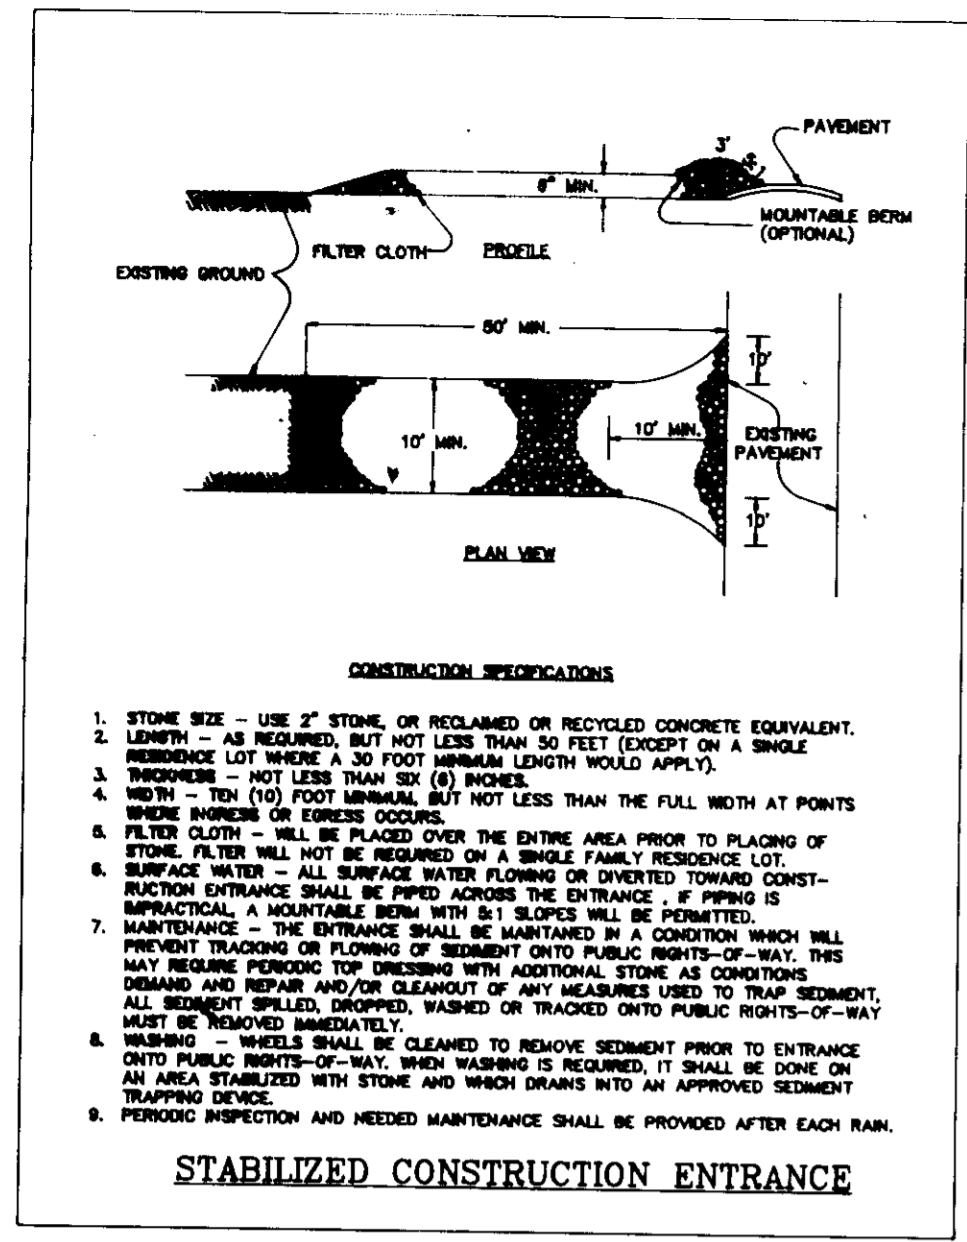 PAVEMENT
3'
6" MIN.
MOUNTABLE BERM
(OPTIONAL)
FILTER CLOTH
PROFILE
EXISTING GROUND
50' MIN.
10'
10' MIN.
10' MIN.
EXISTING
PAVEMENT
10'
PLAN VIEW
CONSTRUCTION SPECIFICATIONS
1. STONE SIZE – USE 2" STONE, OR RECLAIMED OR RECYCLED CONCRETE EQUIVALENT.
2. LENGTH – AS REQUIRED, BUT NOT LESS THAN 50 FEET (EXCEPT ON A SINGLE
RESIDENCE LOT WHERE A 30 FOOT MINIMUM LENGTH WOULD APPLY).
3. THICKNESS – NOT LESS THAN SIX (6) INCHES.
4. WIDTH – TEN (10) FOOT MINIMUM, BUT NOT LESS THAN THE FULL WIDTH AT POINTS
WHERE INGRESS OR EGRESS OCCURS.
5. FILTER CLOTH – WILL BE PLACED OVER THE ENTIRE AREA PRIOR TO PLACING OF
STONE. FILTER WILL NOT BE REQUIRED ON A SINGLE FAMILY RESIDENCE LOT.
6. SURFACE WATER – ALL SURFACE WATER FLOWING OR DIVERTED TOWARD CONST–
RUCTION ENTRANCE SHALL BE PIPED ACROSS THE ENTRANCE . IF PIPING IS
IMPRACTICAL, A MOUNTABLE BERM WITH 5:1 SLOPES WILL BE PERMITTED.
7. MAINTENANCE – THE ENTRANCE SHALL BE MAINTANED IN A CONDITION WHICH WILL
PREVENT TRACKING OR FLOWING OF SEDIMENT ONTO PUBLIC RIGHTS–OF–WAY. THIS
MAY REQUIRE PERIODIC TOP DRESSING WITH ADDITIONAL STONE AS CONDITIONS
DEMAND AND REPAIR AND/OR CLEANOUT OF ANY MEASURES USED TO TRAP SEDIMENT,
ALL SEDIMENT SPILLED, DROPPED, WASHED OR TRACKED ONTO PUBLIC RIGHTS–OF–WAY
MUST BE REMOVED IMMEDIATELY.
8. WASHING – WHEELS SHALL BE CLEANED TO REMOVE SEDIMENT PRIOR TO ENTRANCE
ONTO PUBLIC RIGHTS–OF–WAY. WHEN WASHING IS REQUIRED, IT SHALL BE DONE ON
AN AREA STABILIZED WITH STONE AND WHICH DRAINS INTO AN APPROVED SEDIMENT
TRAPPING DEVICE.
9. PERIODIC INSPECTION AND NEEDED MAINTENANCE SHALL BE PROVIDED AFTER EACH RAIN.
STABILIZED CONSTRUCTION ENTRANCE